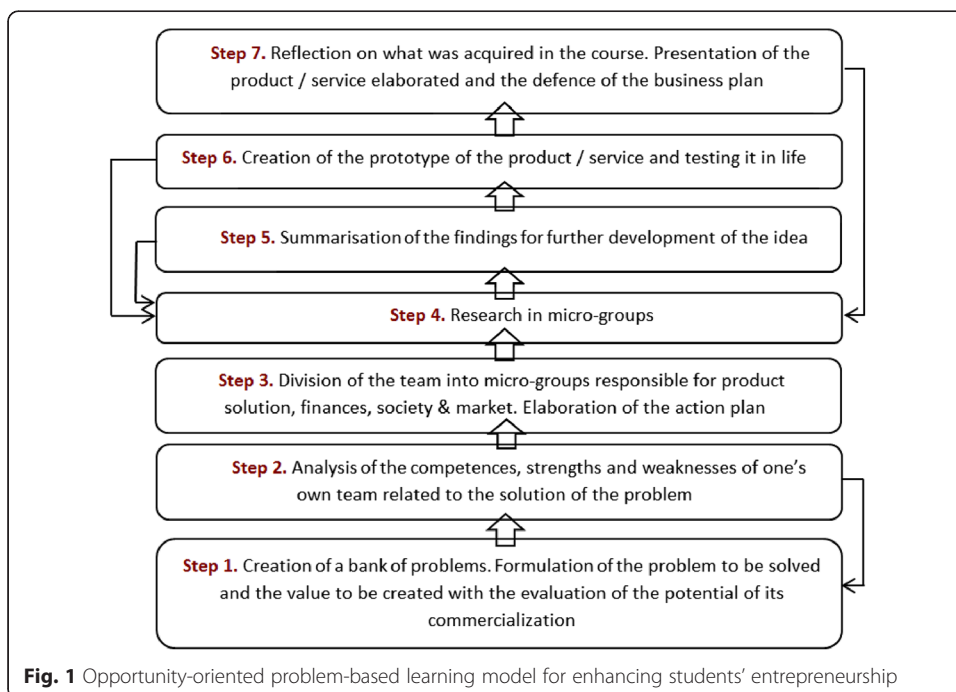 Step 7. Reflection on what was acquired in the course. Presentation of the
product / service elaborated and the defence of the business plan
Step 6. Creation of the prototype of the product / service and testing it in life
Step 5. Summarisation of the findings for further development of the idea
Step 4. Research in micro-groups
Step 3. Division of the team into micro-groups responsible for product
solution, finances, society & market. Elaboration of the action plan
Step 2. Analysis of the competences, strengths and weaknesses of one's
own team related to the solution of the problem
Step 1. Creation of a bank of problems. Formulation of the problem to be solved
and the value to be created with the evaluation of the potential of its
commercialization
Fig. 1 Opportunity-oriented problem-based learning model for enhancing students' entrepreneurship